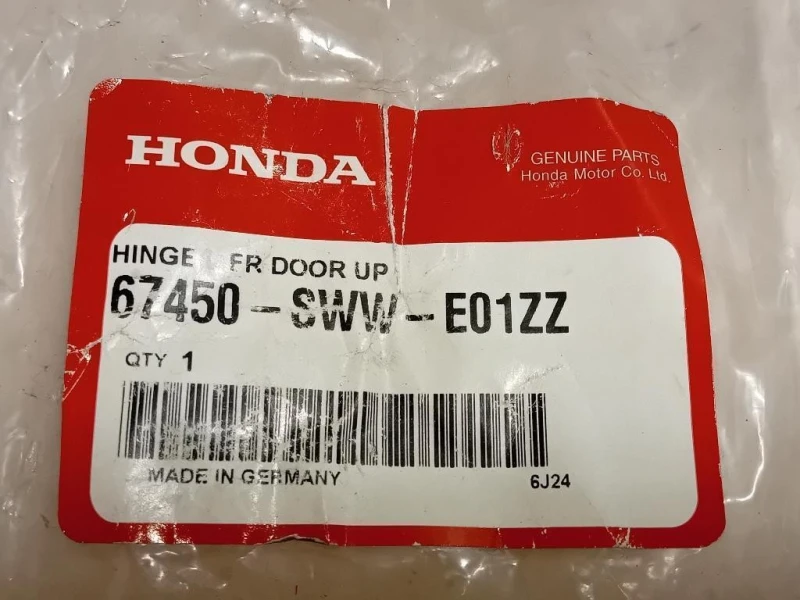 HONDA
GENUINE PARTS
Honda Motor Co. Ltd.
HINGE FR DOOR UP
67450-SWW-E01ZZ
QTY 1
MADE IN GERMANY
6J24